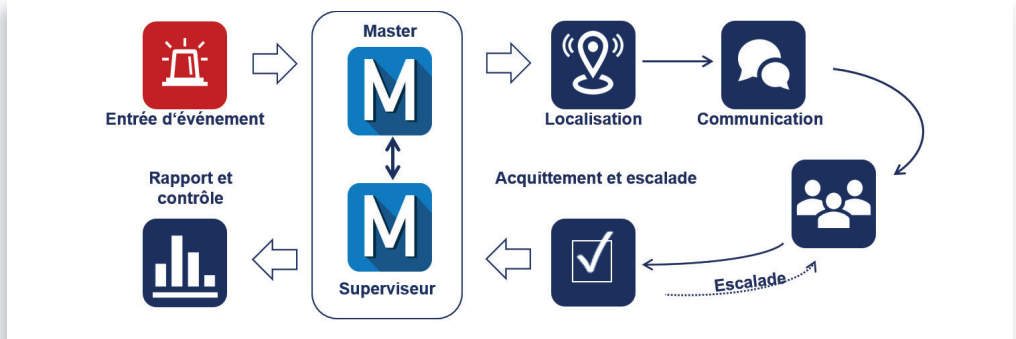 Master
M
Entrée d‘événement
Localisation
Communication
Rapport et
contrôle
M
Superviseur
Acquittement et escalade
Escalade